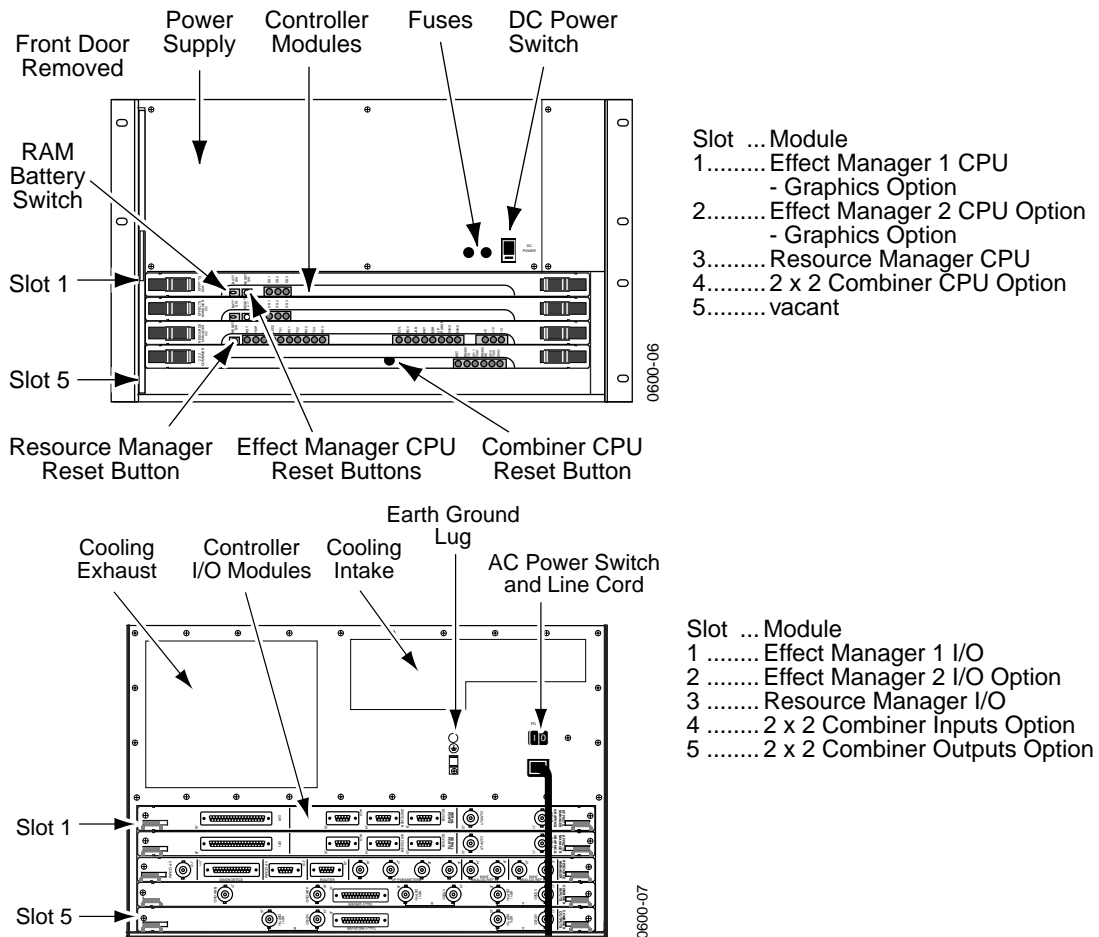 Front Door
Removed
Power
Supply
Controller
Modules
Fuses
DC Power
Switch
RAM
Battery
Switch
DC
POWER
Slot 1
Slot 5
0600-06
Resource Manager
Reset Button
Effect Manager CPU
Reset Buttons
Combiner CPU
Reset Button
Slot ... Module
1......... Effect Manager 1 CPU
- Graphics Option
2......... Effect Manager 2 CPU Option
- Graphics Option
3......... Resource Manager CPU
4......... 2 x 2 Combiner CPU Option
5......... vacant
Cooling
Exhaust
Controller
I/O Modules
Cooling
Intake
Earth Ground
Lug
AC Power Switch
and Line Cord
Slot 1
Slot 5
0600-07
Slot ... Module
1 ........ Effect Manager 1 I/O
2 ........ Effect Manager 2 I/O Option
3 ........ Resource Manager I/O
4 ........ 2 x 2 Combiner Inputs Option
5 ........ 2 x 2 Combiner Outputs Option